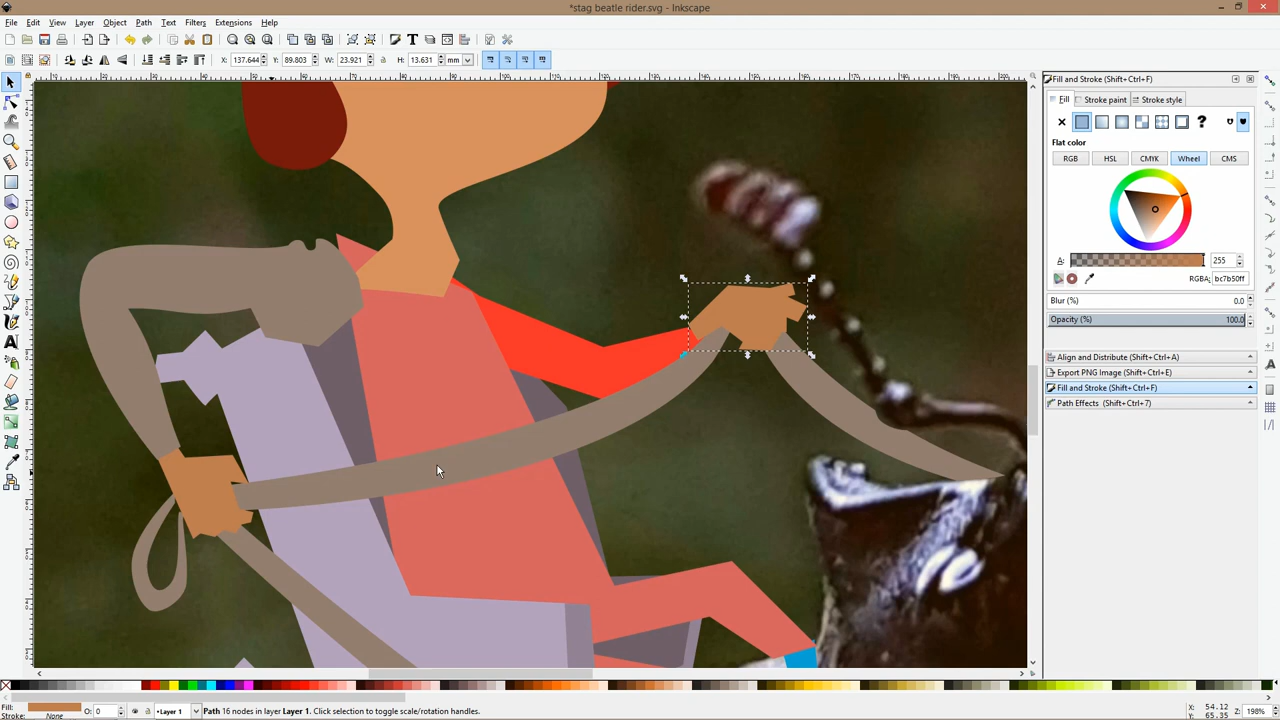 *stag beatle rider.svg - Inkscape
File Edit View Layer Object Path Text Filters Extensions Help
X: 137.644 Y: 89.803 W: 23.921 H: 13.631 mm
Fill and Stroke (Shift+Ctrl+F)
Fill Stroke paint Stroke style
?
Flat color
RGB HSL CMYK Wheel CMS
A: 255
RGBA: bc7b50ff
Blur (%) 0.0
Opacity (%) 100.0
Align and Distribute (Shift+Ctrl+A)
Export PNG Image (Shift+Ctrl+E)
Fill and Stroke (Shift+Ctrl+F)
Path Effects (Shift+Ctrl+7)
Fill: O: 0 Layer 1 Path 16 nodes in layer Layer 1. Click selection to toggle scale/rotation handles. X: 54.12 Z: 198%
Stroke: None Y: 65.35